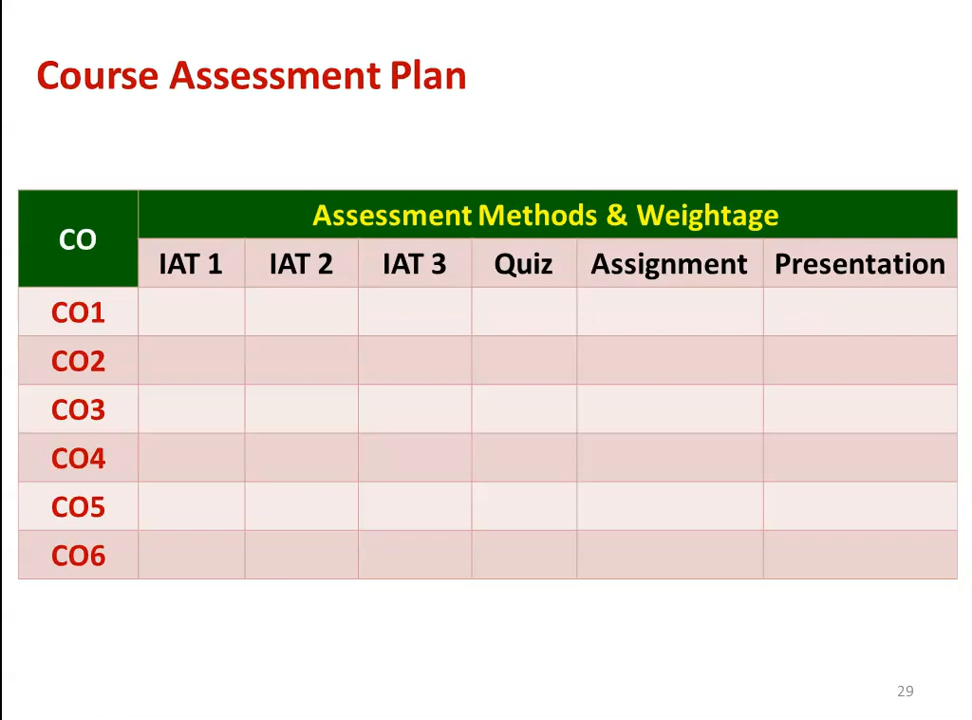 Course Assessment Plan
CO
Assessment Methods & Weightage
IAT 1 IAT 2 IAT 3 Quiz Assignment Presentation
CO1
CO2
CO3
CO4
CO5
CO6
29